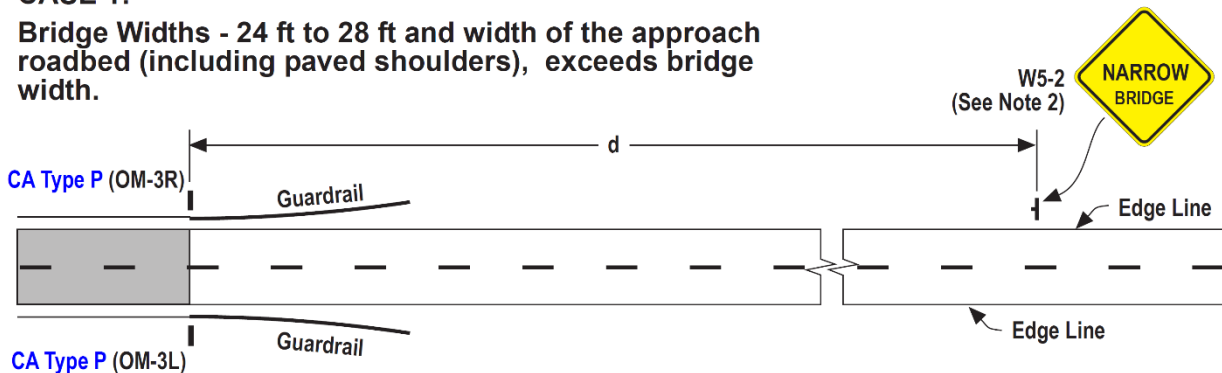 CASE 1:
Bridge Widths - 24 ft to 28 ft and width of the approach
roadbed (including paved shoulders), exceeds bridge
width.
W5-2
(See Note 2)
NARROW
BRIDGE
d
CA Type P (OM-3R)
Guardrail
Edge Line
Edge Line
Guardrail
CA Type P (OM-3L)